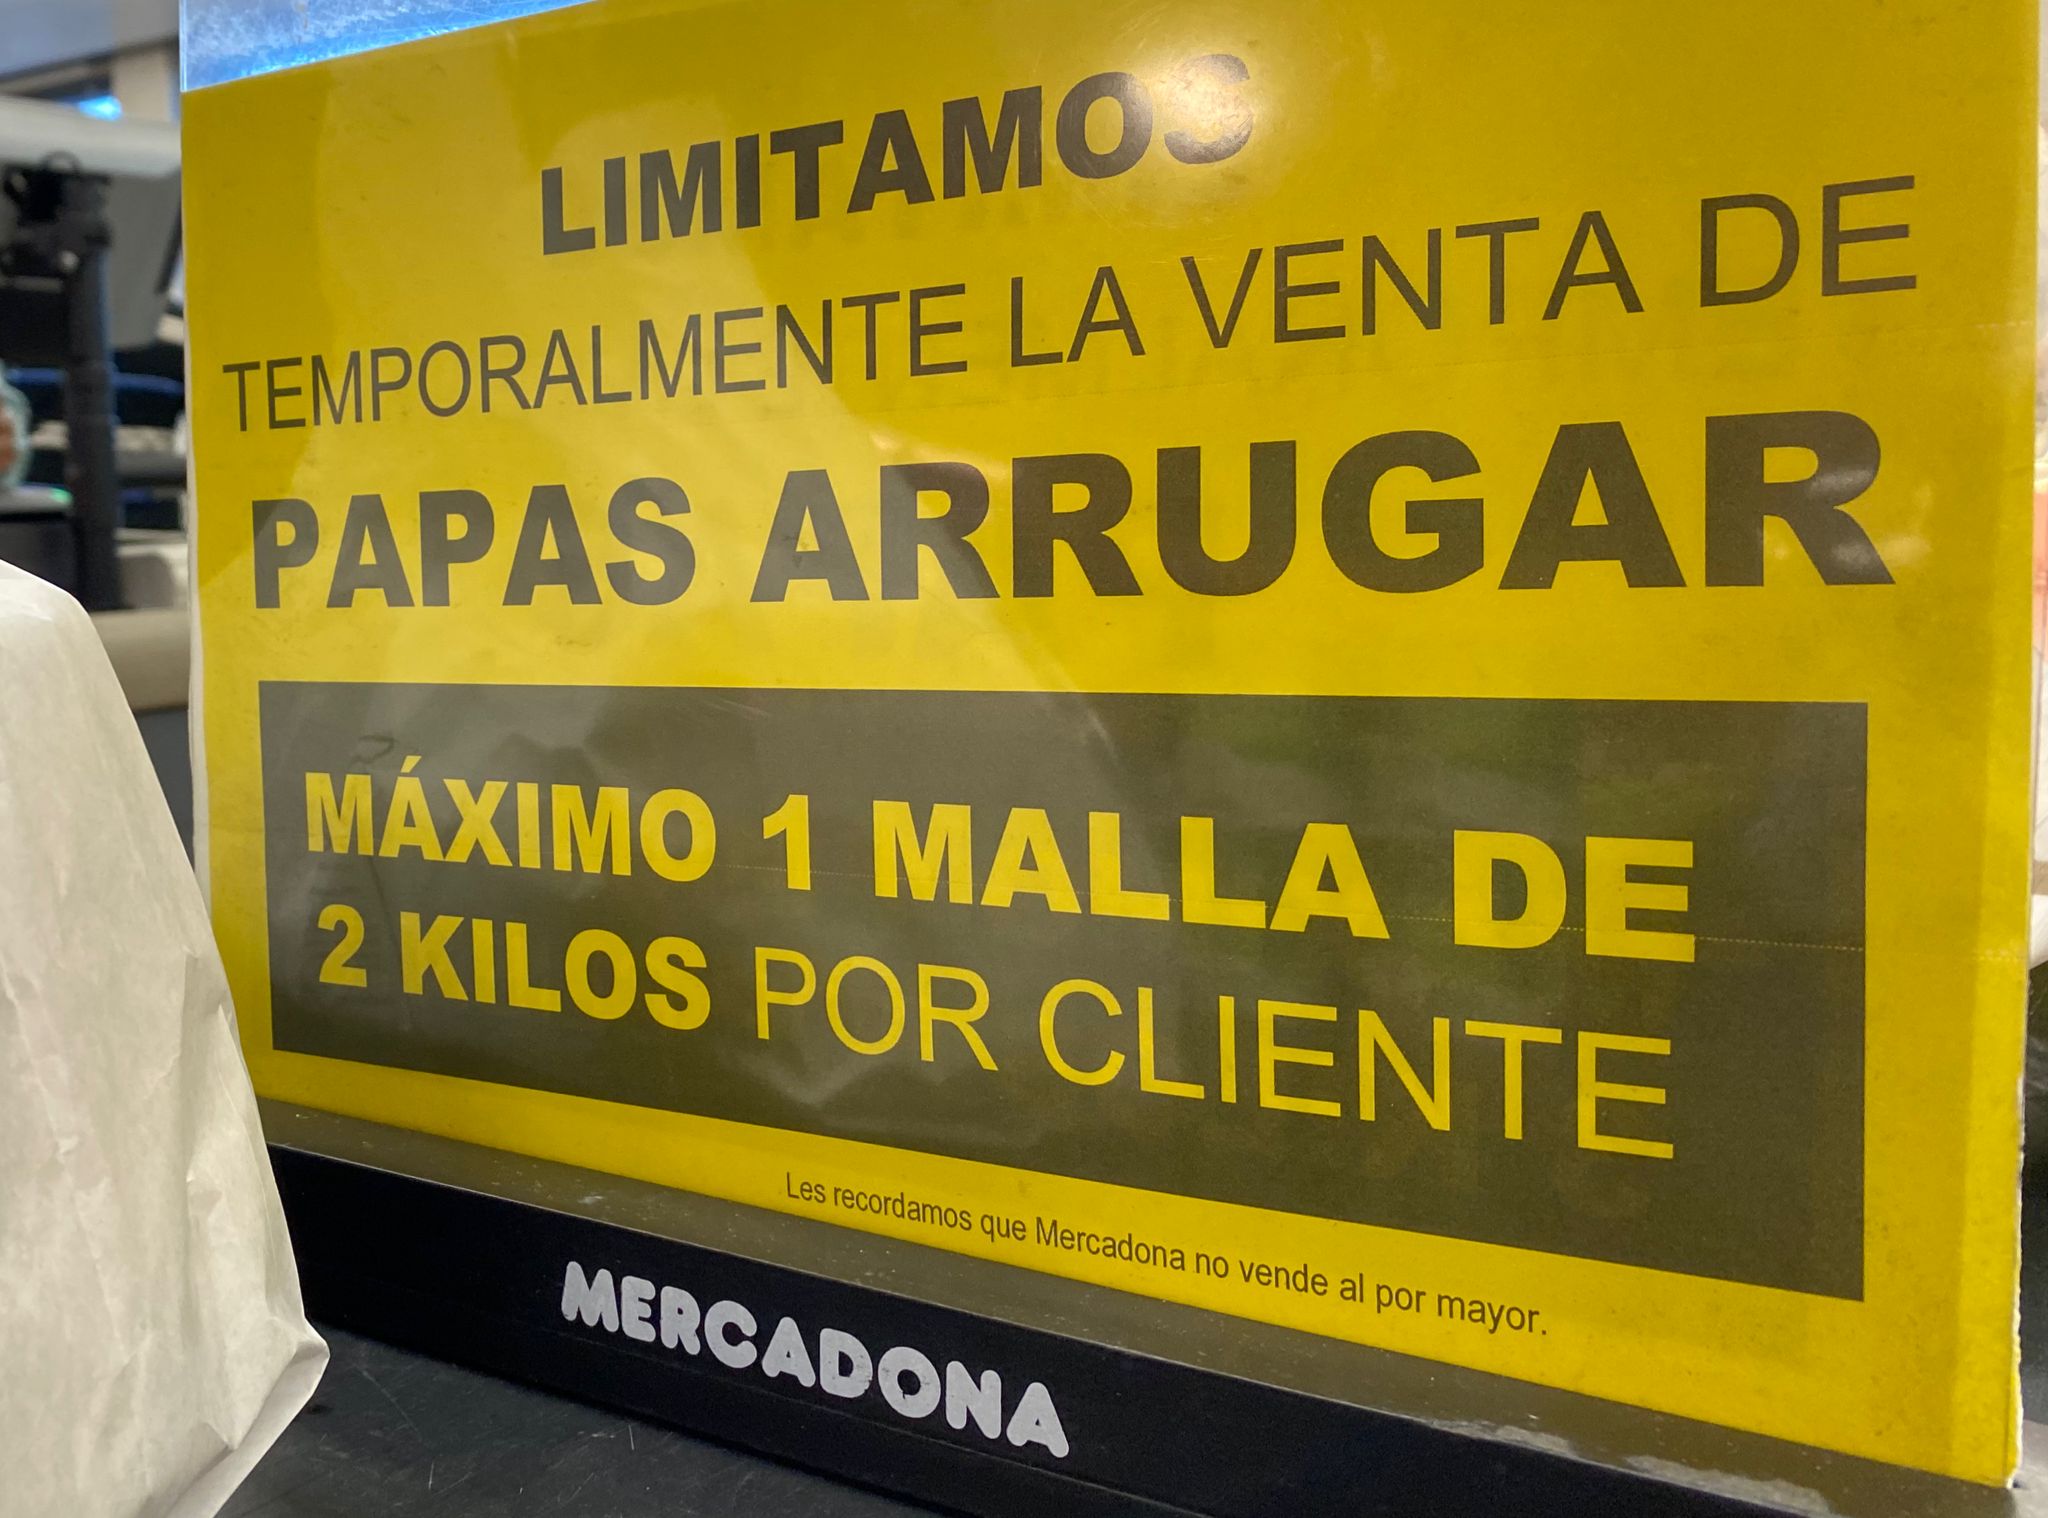 LIMITAMOS
TEMPORALMENTE LA VENTA DE
PAPAS ARRUGAR
MÁXIMO 1 MALLA DE
2 KILOS POR CLIENTE
Les recordamos que Mercadona no vende al por mayor.
MERCADONA